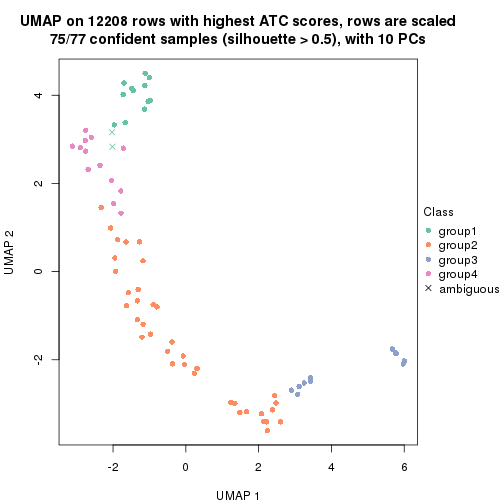 UMAP on 12208 rows with highest ATC scores, rows are scaled
75/77 confident samples (silhouette > 0.5), with 10 PCs
4
2
0
-2
UMAP 2
-2
0
2
4
6
UMAP 1
Class
group1
group2
group3
group4
ambiguous